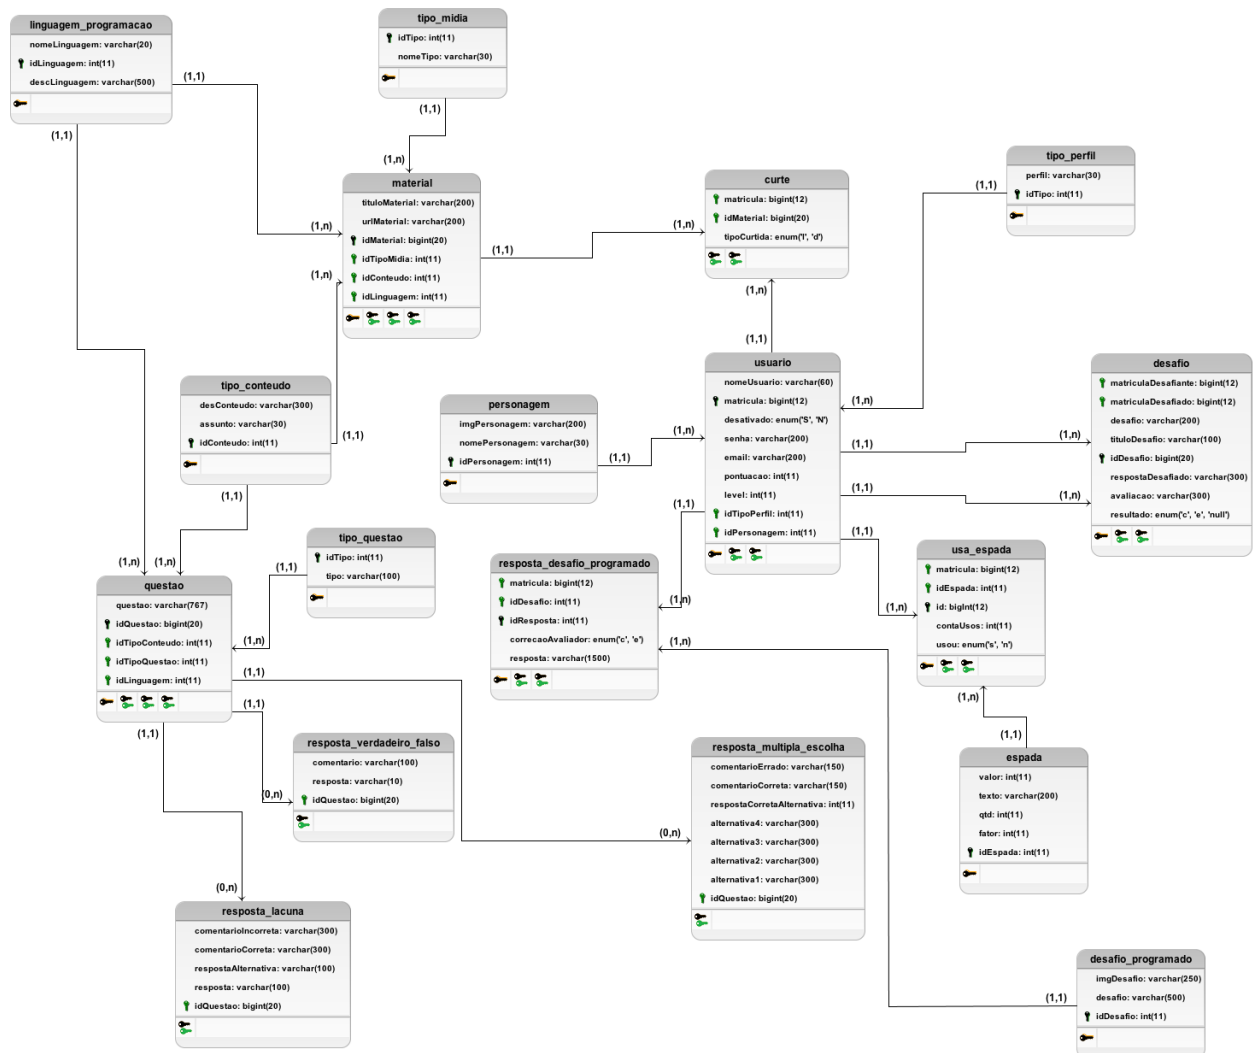 linguagem_programacao
nomeLinguagem: varchar(20)
idLinguagem: int(11)
descLinguagem: varchar(500)
(1,1)
(1,1)
tipo_midia
idTipo: int(11)
nomeTipo: varchar(30)
(1,1)
(1,n)
material
tituloMaterial: varchar(200)
urlMaterial: varchar(200)
idMaterial: bigint(20)
idTipoMidia: int(11)
idConteudo: int(11)
idLinguagem: int(11)
(1,n)
(1,n)
(1,1)
curte
matricula: bigint(12)
idMaterial: bigint(20)
tipoCurtida: enum('l', 'd')
(1,n)
(1,n)
(1,1)
tipo_perfil
perfil: varchar(30)
idTipo: int(11)
(1,1)
tipo_conteudo
desConteudo: varchar(300)
assunto: varchar(30)
idConteudo: int(11)
(1,1)
(1,1)
personagem
imgPersonagem: varchar(200)
nomePersonagem: varchar(30)
idPersonagem: int(11)
(1,1)
(1,n)
usuario
nomeUsuario: varchar(60)
matricula: bigint(12)
desativado: enum('S', 'N')
senha: varchar(200)
email: varchar(200)
pontuacao: int(11)
level: int(11)
idTipoPerfil: int(11)
idPersonagem: int(11)
(1,n)
(1,1)
(1,1)
(1,1)
(1,1)
(1,n)
(1,n)
desafio
matriculaDesafiante: bigint(12)
matriculaDesafiado: bigint(12)
desafio: varchar(200)
tituloDesafio: varchar(100)
idDesafio: bigint(20)
respostaDesafiado: varchar(300)
avaliacao: varchar(300)
resultado: enum('c', 'e', 'null')
tipo_questao
idTipo: int(11)
tipo: varchar(100)
(1,1)
(1,n)
(1,n)
questao
questao: varchar(767)
idQuestao: bigint(20)
idTipoConteudo: int(11)
idTipoQuestao: int(11)
idLinguagem: int(11)
(1,n)
(1,1)
(1,1)
(1,1)
resposta_desafio_programado
matricula: bigint(12)
idDesafio: int(11)
idResposta: int(11)
correcaoAvaliador: enum('c', 'e')
resposta: varchar(1500)
(1,n)
(1,n)
usa_espada
matricula: bigint(12)
idEspada: int(11)
id: bigInt(12)
contaUsos: int(11)
usou: enum('s', 'n')
(1,n)
(1,n)
(1,1)
espada
valor: int(11)
texto: varchar(200)
qtd: int(11)
fator: int(11)
idEspada: int(11)
resposta_verdadeiro_falso
comentario: varchar(100)
resposta: varchar(10)
idQuestao: bigint(20)
(0,n)
resposta_multipla_escolha
comentarioErrado: varchar(150)
comentarioCorreta: varchar(150)
respostaCorretaAlternativa: int(11)
alternativa4: varchar(300)
alternativa3: varchar(300)
alternativa2: varchar(300)
alternativa1: varchar(300)
idQuestao: bigint(20)
(0,n)
(0,n)
resposta_lacuna
comentarioIncorreta: varchar(300)
comentarioCorreta: varchar(300)
respostaAlternativa: varchar(100)
resposta: varchar(100)
idQuestao: bigint(20)
desafio_programado
imgDesafio: varchar(250)
desafio: varchar(500)
idDesafio: int(11)
(1,1)